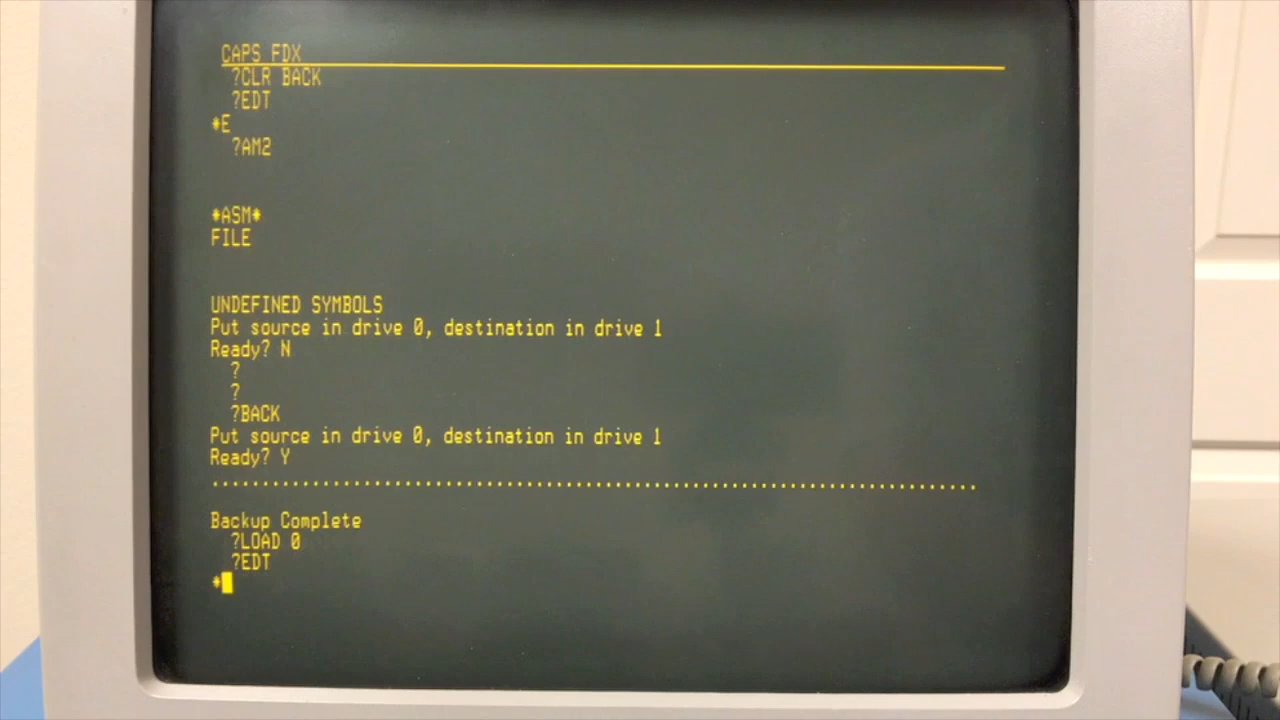 CAPS FDX
?CLR BACK
?EDT
*E
?AM2
*ASM*
FILE
UNDEFINED SYMBOLS
Put source in drive 0, destination in drive 1
Ready? N
?
?
?BACK
Put source in drive 0, destination in drive 1
Ready? Y
............................................................................
Backup Complete
?LOAD 0
?EDT
*